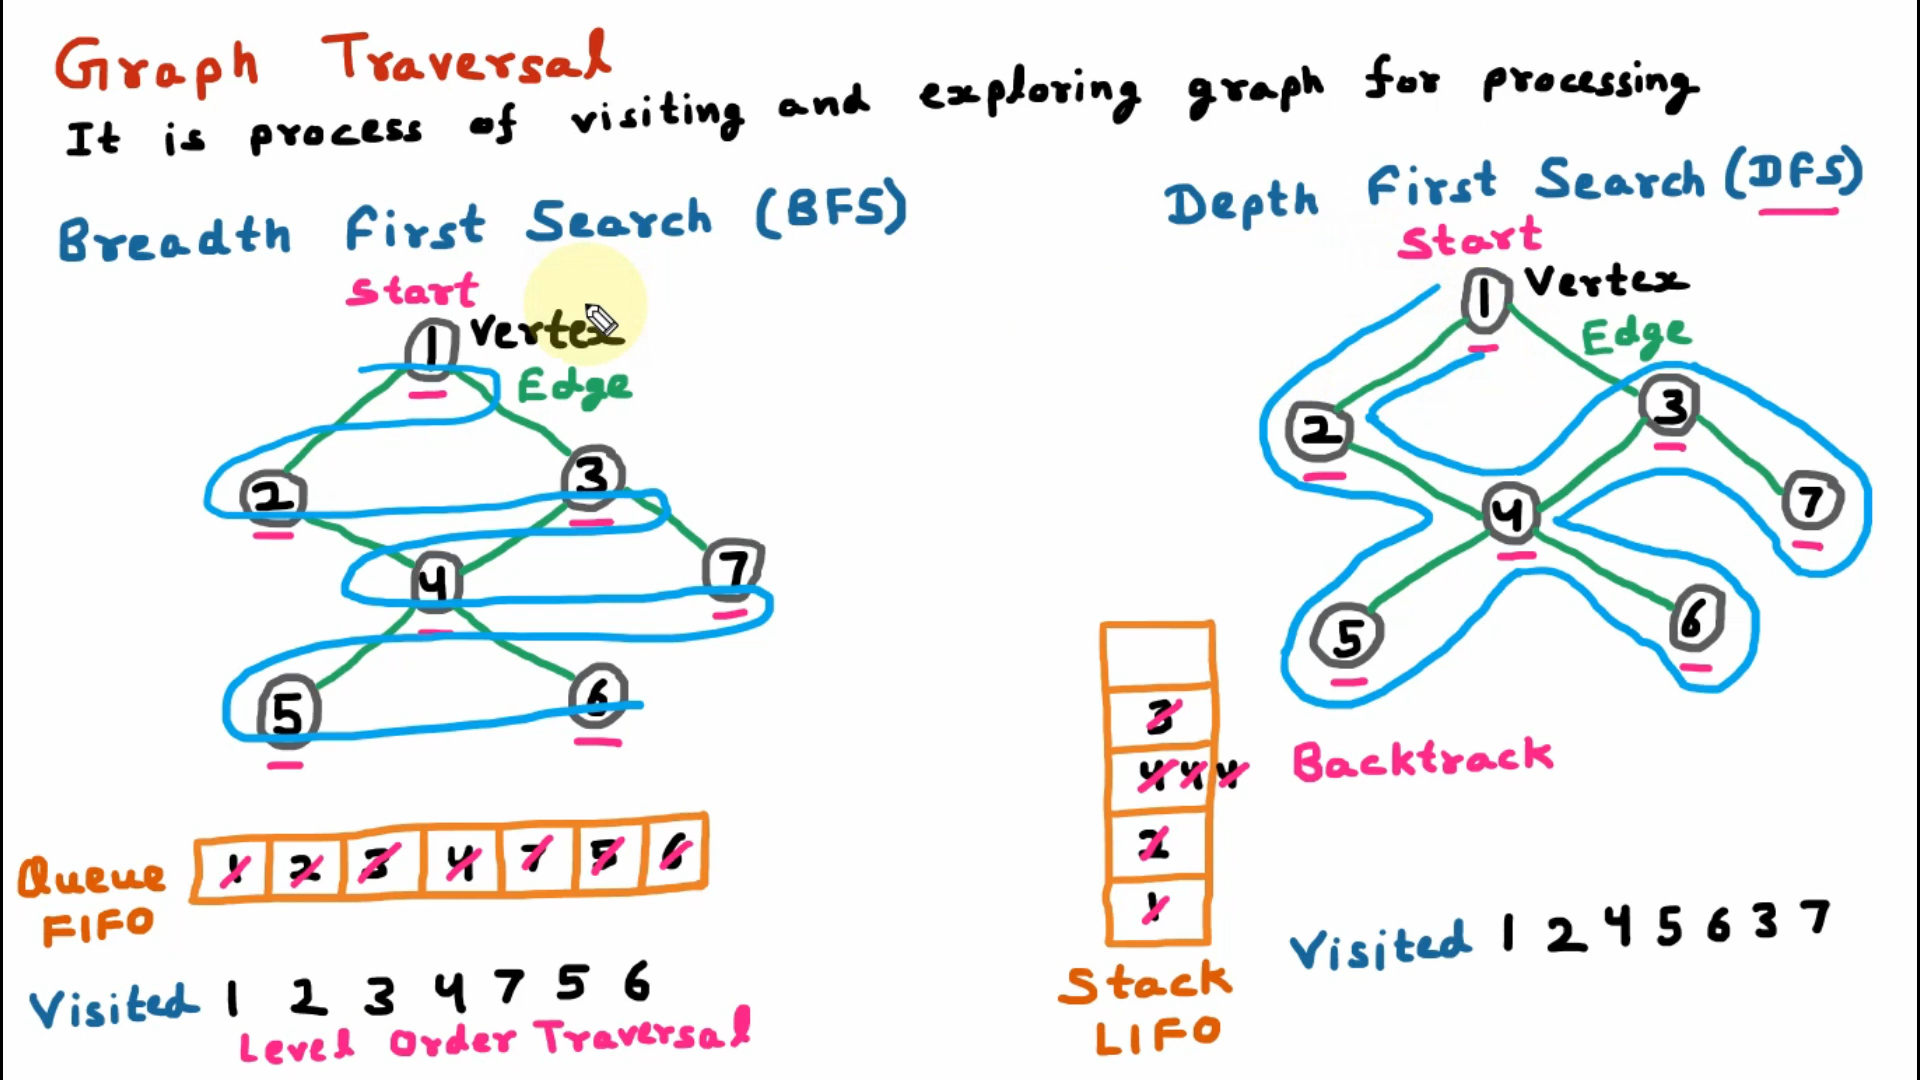 Graph Traversal
It is process of visiting and exploring graph for processing
Breadth First Search (BFS)
Start
1 Vertex
Edge
2 3
4 7
5 6
Queue
FIFO
1 2 3 4 7 5 6
Visited 1 2 3 4 7 5 6
Level Order Traversal
Depth First Search (DFS)
Start
1 Vertex
Edge
2 3
4 7
5 6
3
4 4 4
2
1
Backtrack
Stack
LIFO
Visited 1 2 4 5 6 3 7